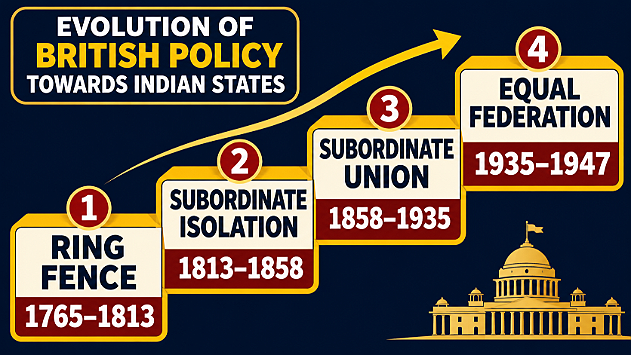 EVOLUTION OF
BRITISH POLICY
TOWARDS INDIAN STATES
1
RING
FENCE
1765–1813
2
SUBORDINATE
ISOLATION
1813–1858
3
SUBORDINATE
UNION
1858–1935
4
EQUAL
FEDERATION
1935–1947